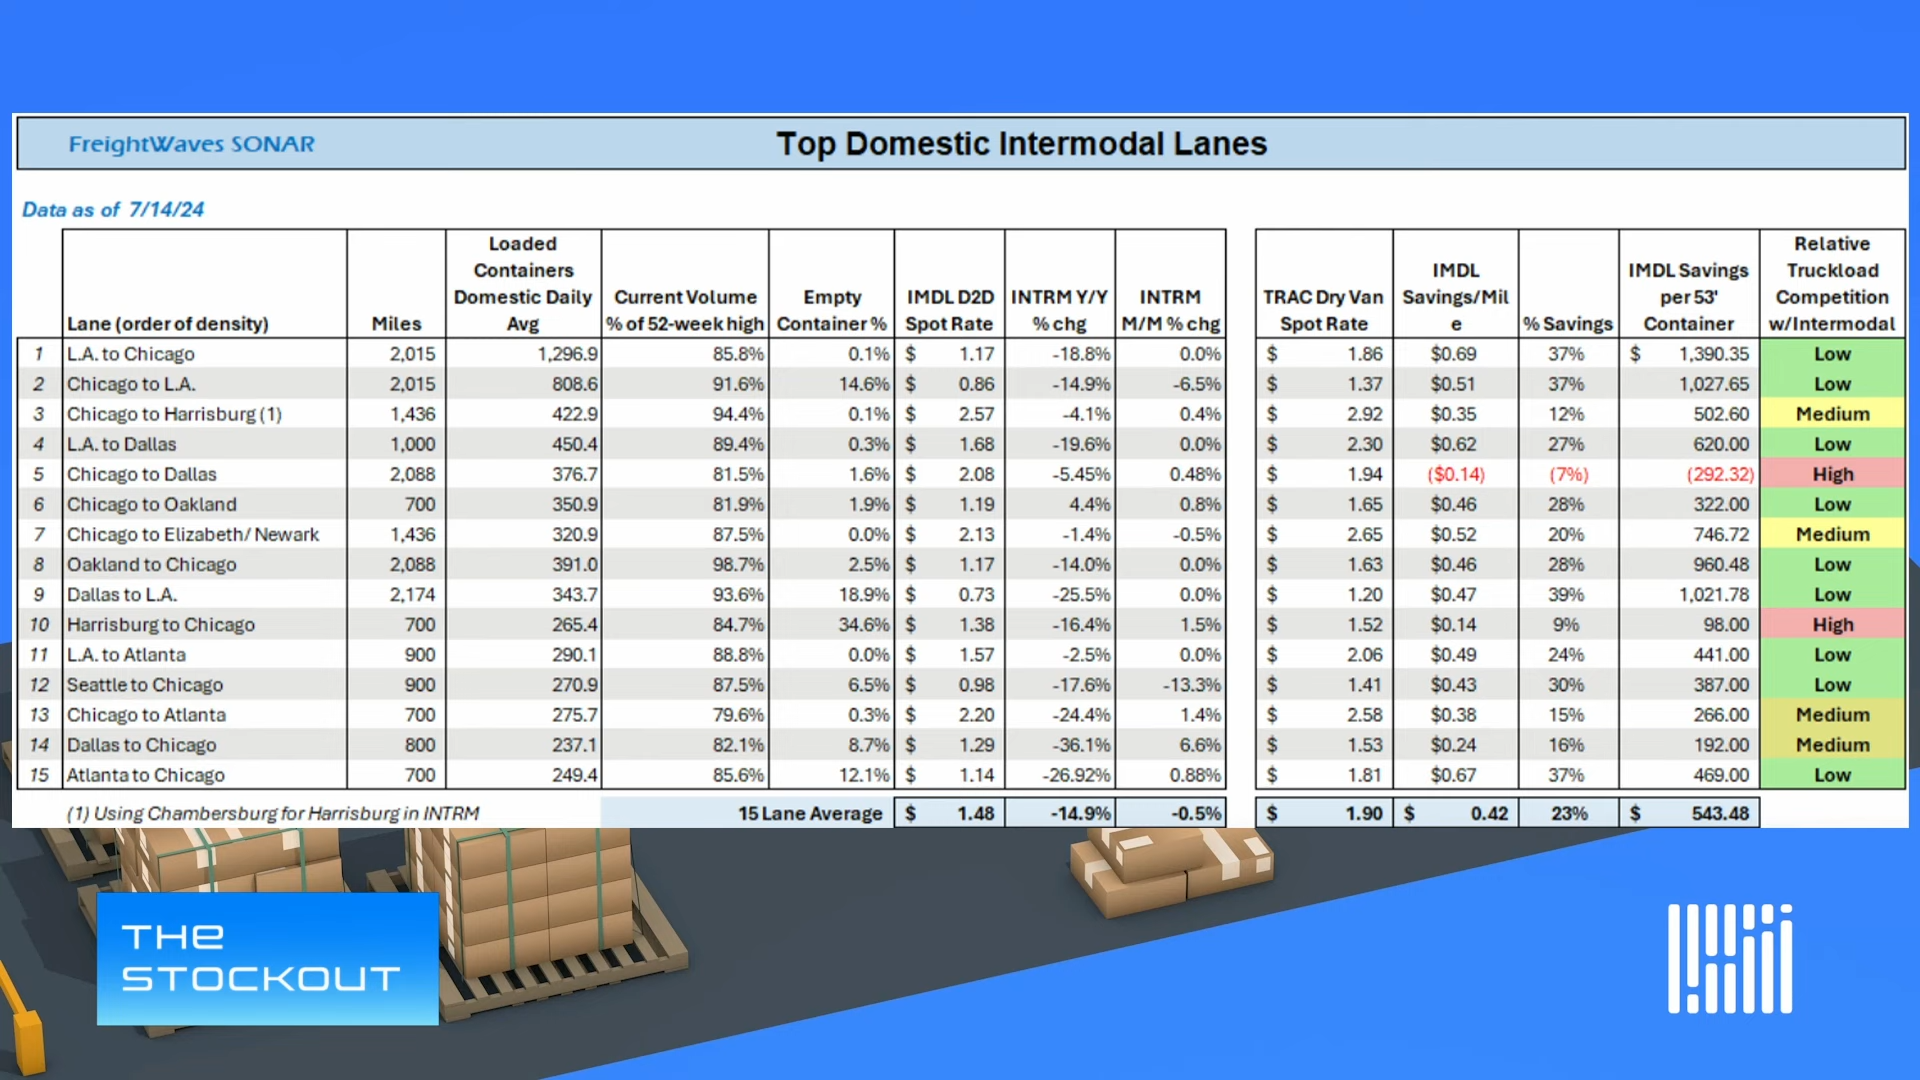 FreightWaves SONAR
Top Domestic Intermodal Lanes
Data as of 7/14/24
Lane (order of density) Miles Loaded Containers Domestic Daily Avg Current Volume % of 52-week high Empty Container % IMDL D2D Spot Rate INTRM Y/Y % chg INTRM M/M % chg TRAC Dry Van Spot Rate IMDL Savings/Mile % Savings IMDL Savings per 53' Container Relative Truckload Competition w/Intermodal
1 L.A. to Chicago 2,015 1,296.9 85.8% 0.1% $ 1.17 -18.8% 0.0% $ 1.86 $0.69 37% $ 1,390.35 Low
2 Chicago to L.A. 2,015 808.6 91.6% 14.6% $ 0.86 -14.9% -6.5% $ 1.37 $0.51 37% 1,027.65 Low
3 Chicago to Harrisburg (1) 1,436 422.9 94.4% 0.1% $ 2.57 -4.1% 0.4% $ 2.92 $0.35 12% 502.60 Medium
4 L.A. to Dallas 1,000 450.4 89.4% 0.3% $ 1.68 -19.6% 0.0% $ 2.30 $0.62 27% 620.00 Low
5 Chicago to Dallas 2,088 376.7 81.5% 1.6% $ 2.08 -5.45% 0.48% $ 1.94 ($0.14) (7%) (292.32) High
6 Chicago to Oakland 700 350.9 81.9% 1.9% $ 1.19 4.4% 0.8% $ 1.65 $0.46 28% 322.00 Low
7 Chicago to Elizabeth/ Newark 1,436 320.9 87.5% 0.0% $ 2.13 -1.4% -0.5% $ 2.65 $0.52 20% 746.72 Medium
8 Oakland to Chicago 2,088 391.0 98.7% 2.5% $ 1.17 -14.0% 0.0% $ 1.63 $0.46 28% 960.48 Low
9 Dallas to L.A. 2,174 343.7 93.6% 18.9% $ 0.73 -25.5% 0.0% $ 1.20 $0.47 39% 1,021.78 Low
10 Harrisburg to Chicago 700 265.4 84.7% 34.6% $ 1.38 -16.4% 1.5% $ 1.52 $0.14 9% 98.00 High
11 L.A. to Atlanta 900 290.1 88.8% 0.0% $ 1.57 -2.5% 0.0% $ 2.06 $0.49 24% 441.00 Low
12 Seattle to Chicago 900 270.9 87.5% 6.5% $ 0.98 -17.6% -13.3% $ 1.41 $0.43 30% 387.00 Low
13 Chicago to Atlanta 700 275.7 79.6% 0.3% $ 2.20 -24.4% 1.4% $ 2.58 $0.38 15% 266.00 Medium
14 Dallas to Chicago 800 237.1 82.1% 8.7% $ 1.29 -36.1% 6.6% $ 1.53 $0.24 16% 192.00 Medium
15 Atlanta to Chicago 700 249.4 85.6% 12.1% $ 1.14 -26.92% 0.88% $ 1.81 $0.67 37% 469.00 Low
(1) Using Chambersburg for Harrisburg in INTRM 15 Lane Average $ 1.48 -14.9% -0.5% $ 1.90 $ 0.42 23% $ 543.48
THE
STOCKOUT